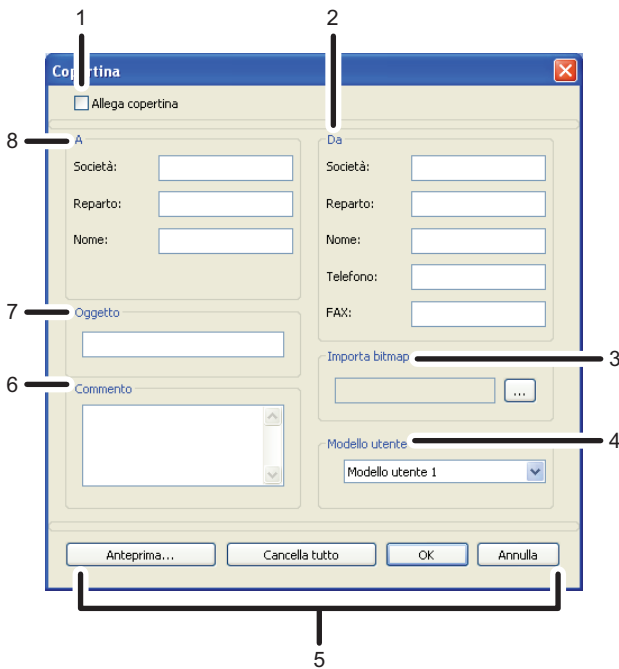 1
2
Copertina
Allega copertina
8
A
Società:
Reparto:
Nome:
Da
Società:
Reparto:
Nome:
Telefono:
FAX:
7
Oggetto
Importa bitmap
3
...
6
Commento
Modello utente
4
Modello utente 1
Anteprima...
Cancella tutto
OK
Annulla
5